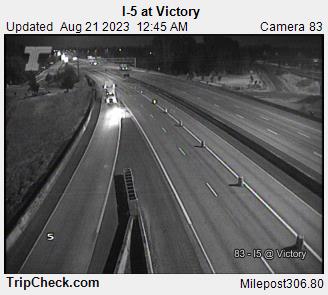 I-5 at Victory
Updated Aug 21 2023 12:45 AM Camera 83
83 - I5 @ Victory
TripCheck.com Milepost306.80